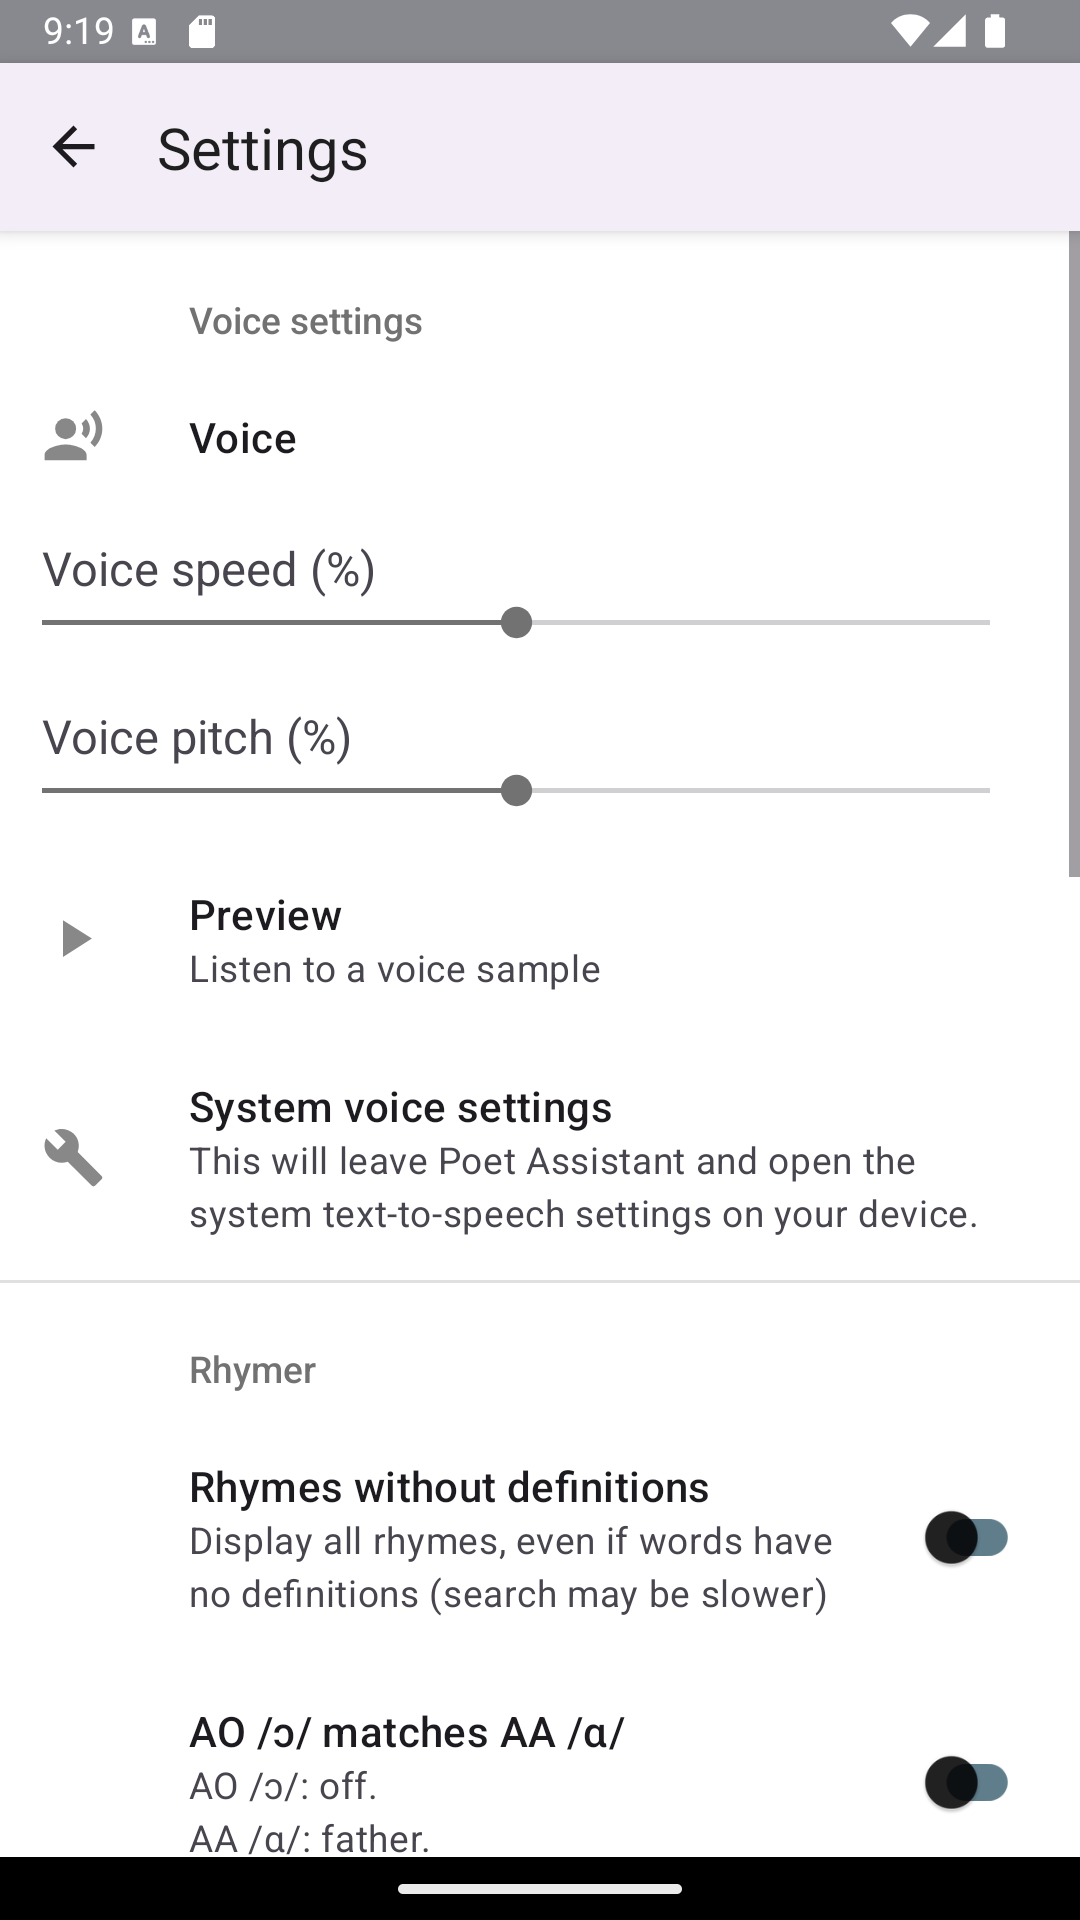 9:19
Settings
Voice settings
Voice
Voice speed (%)
Voice pitch (%)
Preview
Listen to a voice sample
System voice settings
This will leave Poet Assistant and open the
system text-to-speech settings on your device.
Rhymer
Rhymes without definitions
Display all rhymes, even if words have
no definitions (search may be slower)
AO /ɔ/ matches AA /ɑ/
AO /ɔ/: off.
AA /ɑ/: father.